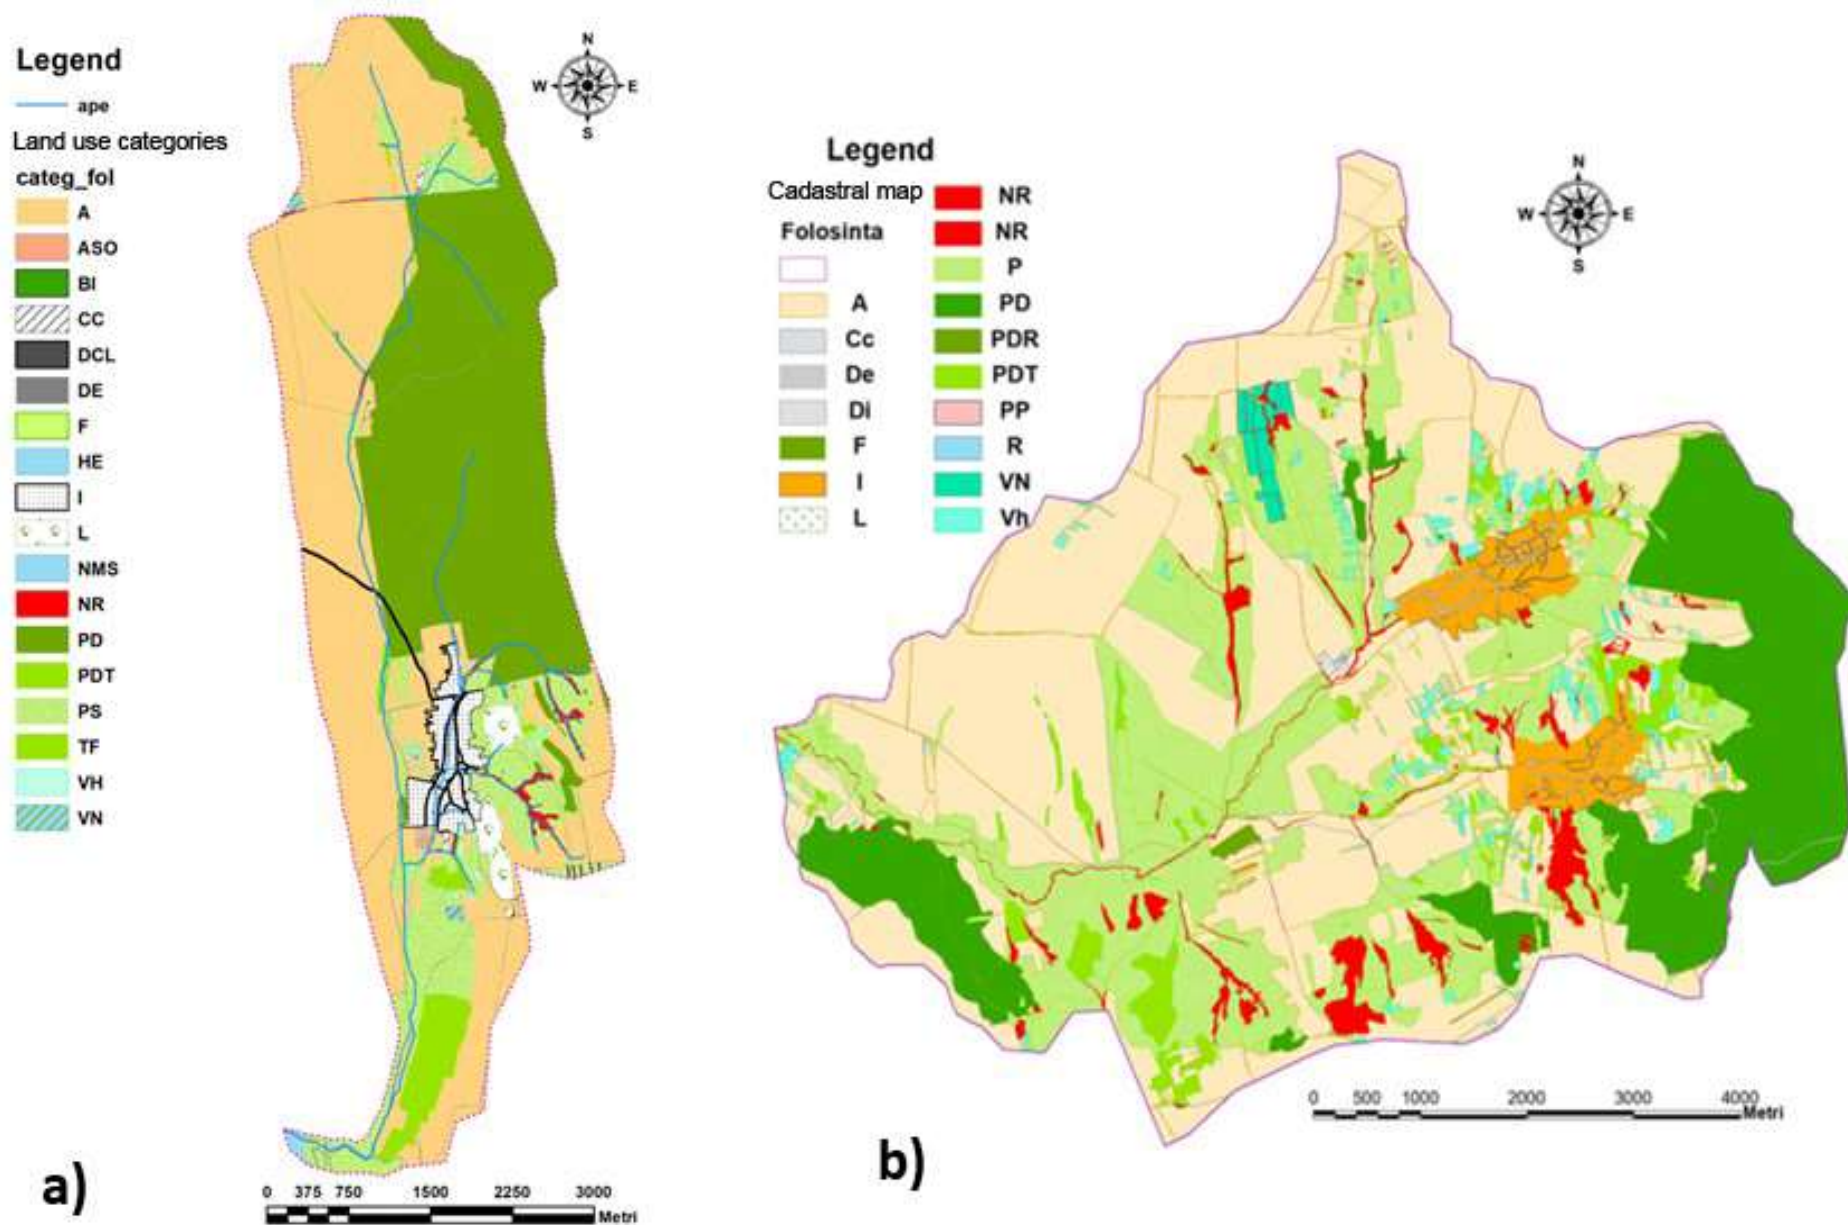 Legend
ape
Land use categories
categ_fol
A
ASO
BI
CC
DCL
DE
F
HE
I
L
NMS
NR
PD
PDT
PS
TF
VH
VN
N
W E
S
a)
0 375 750 1500 2250 3000
Metri
Legend
Cadastral map
Folosinta
A
Cc
De
Di
F
I
L
NR
NR
P
PD
PDR
PDT
PP
R
VN
Vh
N
W E
S
b)
0 500 1000 2000 3000 4000
Metri